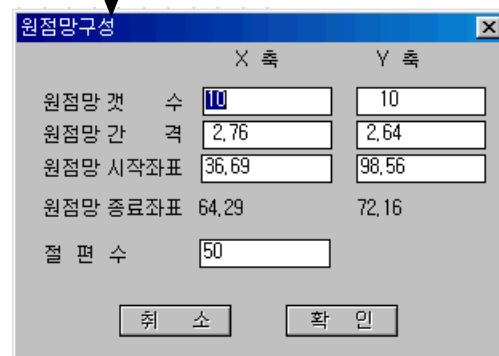 원점망구성
X 축 Y 축
원점망 갯 수 10 10
원점망 간 격 2,76 2,64
원점망 시작좌표 36,69 98,56
원점망 종료좌표 64,29 72,16
절 편 수 50
취 소 확 인